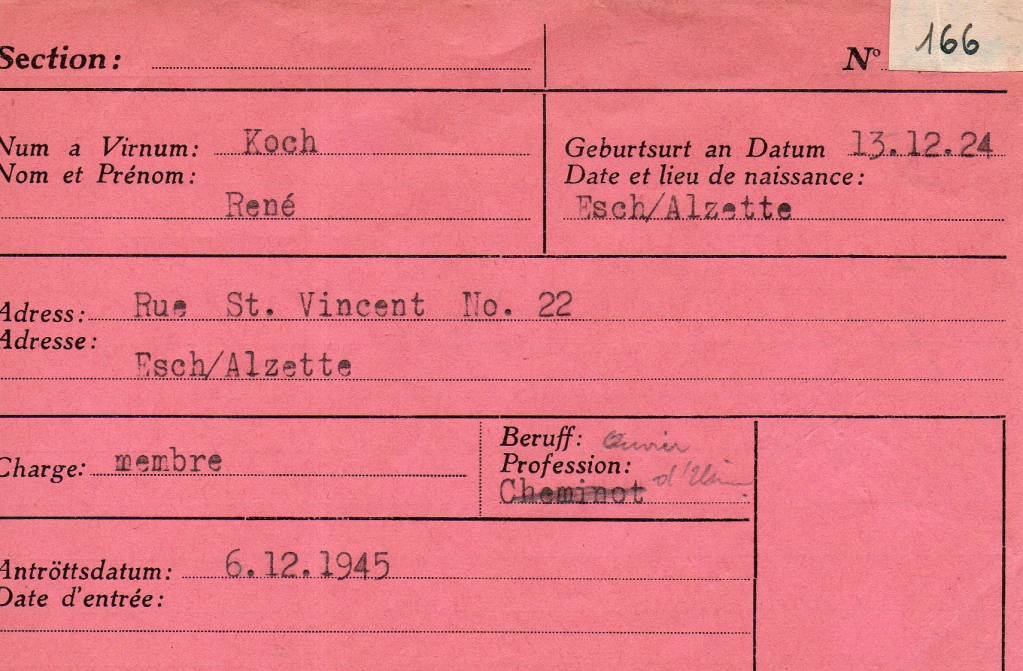 Section:
N° 166
Num a Virnum: Koch
Nom et Prénom:
René
Geburtsurt an Datum 13.12.24
Date et lieu de naissance:
Esch/Alzette
Adress: Rue St. Vincent No. 22
Adresse:
Esch/Alzette
Charge: membre
Beruff: Ouvrier
Profession: d'Usine
Cheminot
Antröttsdatum: 6.12.1945
Date d'entrée: